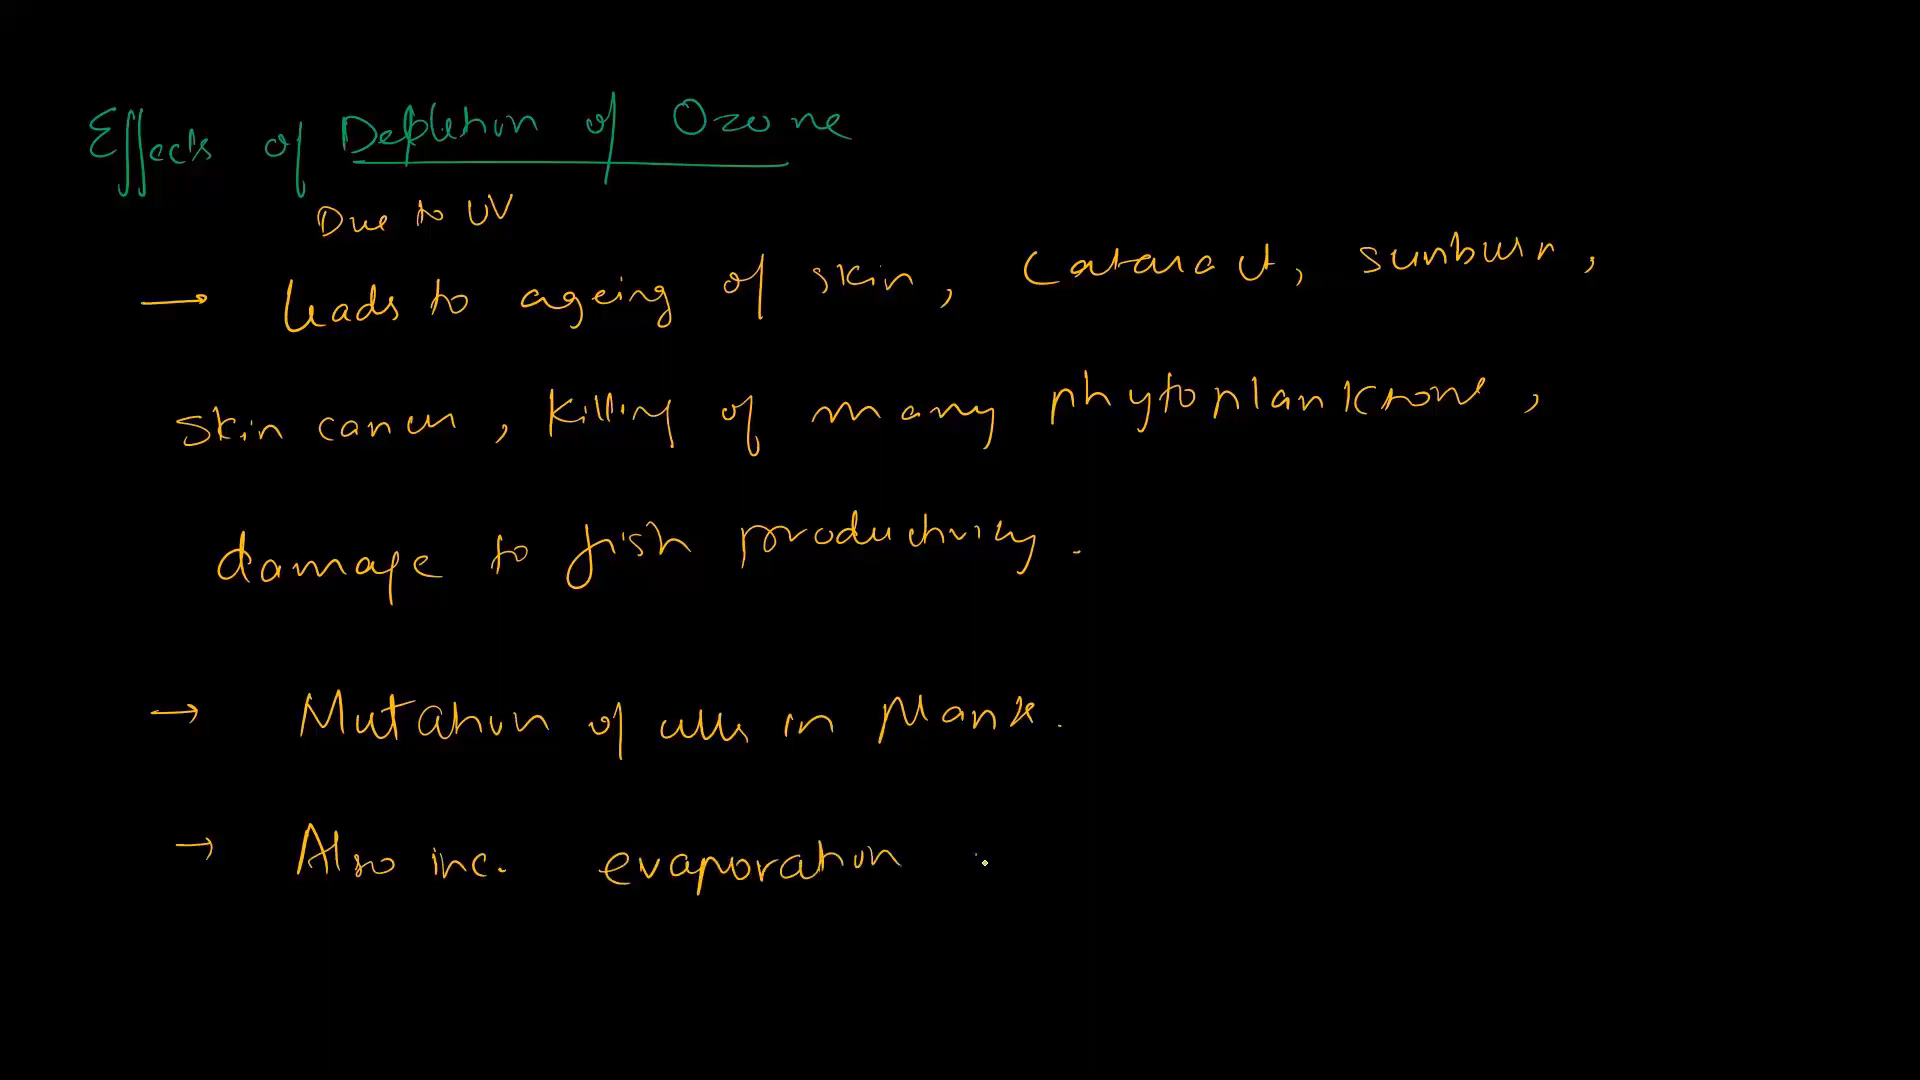 Effects of Depletion of Ozone
Due to UV
→ leads to ageing of skin, Cataract, sunburn,
skin cancer, killing of many phytoplanktons,
damage to fish productivity.
→ Mutation of cells in plants.
→ Also inc. evaporation